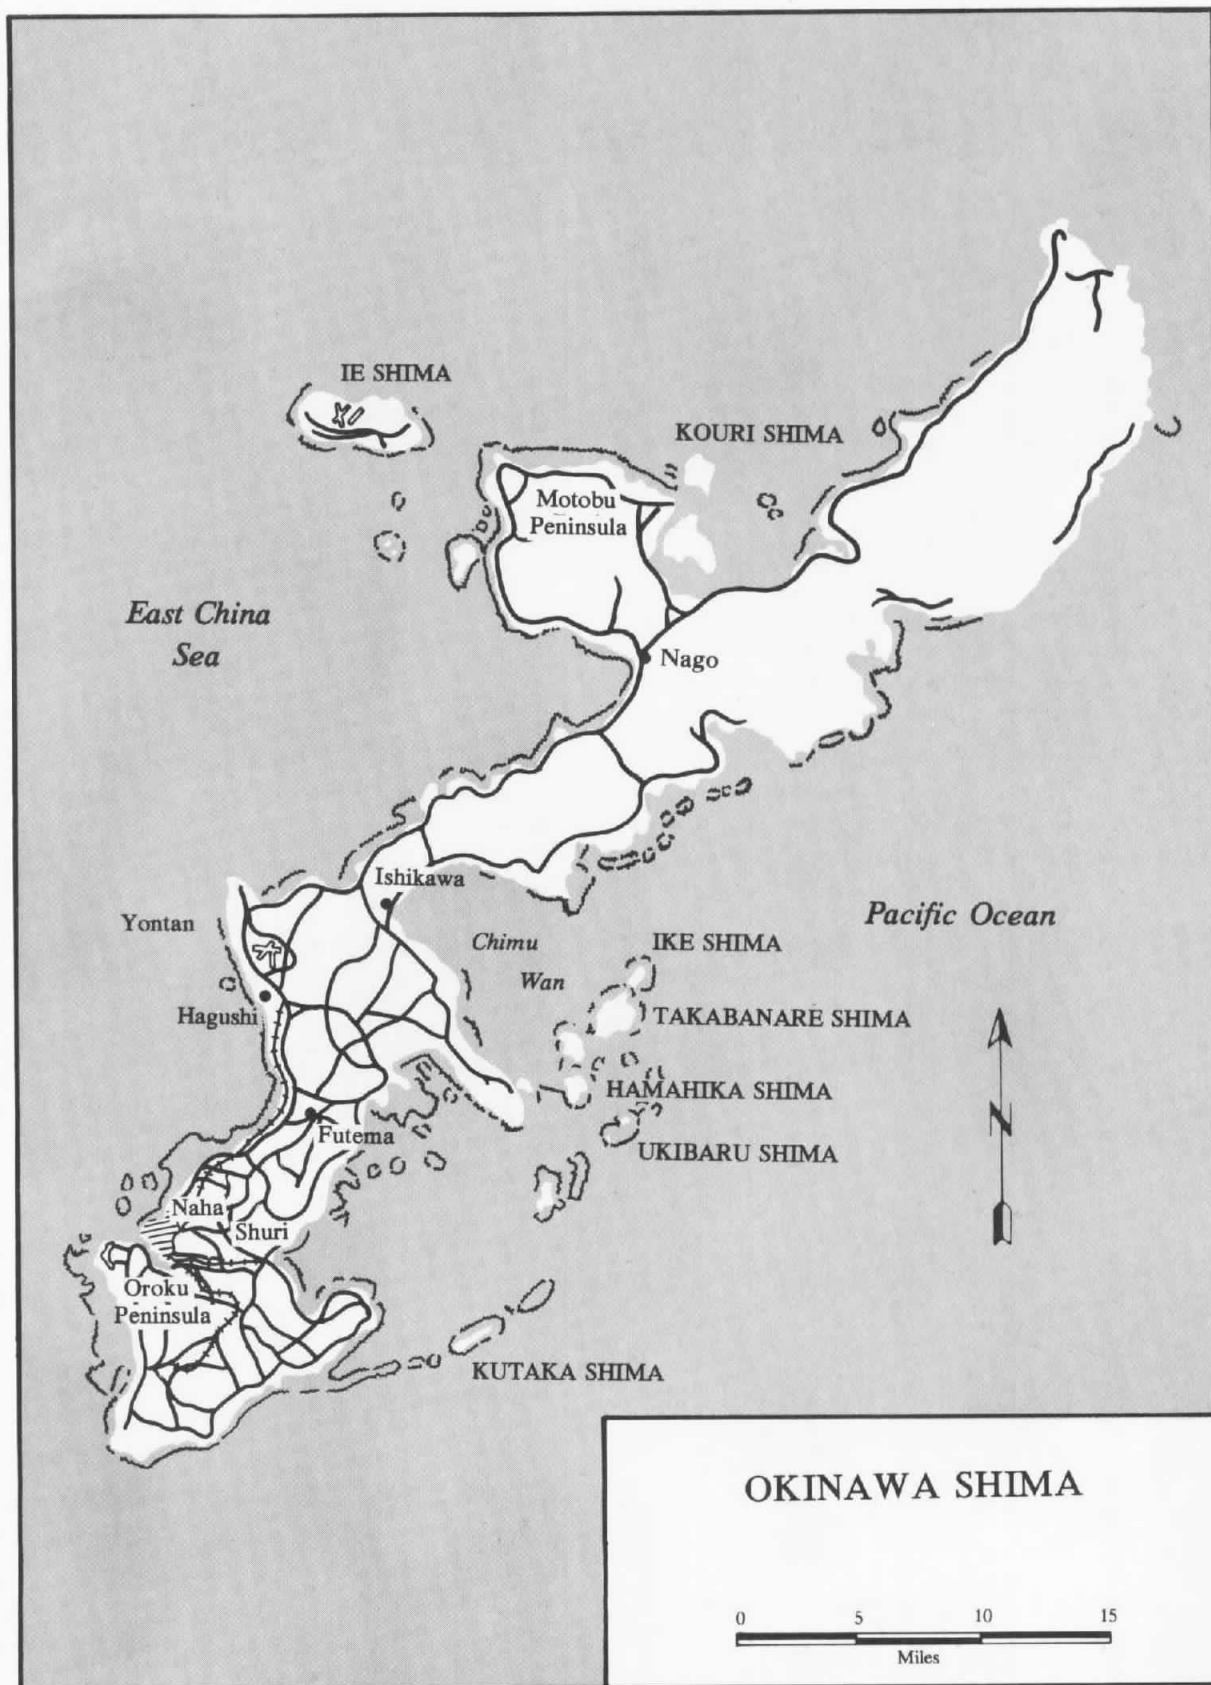 IE SHIMA
KOURI SHIMA
Motobu
Peninsula
East China
Sea
Nago
Ishikawa
Yontan
Pacific Ocean
Chimu
Wan
IKE SHIMA
Hagushi
TAKABANARE SHIMA
HAMAHIKA SHIMA
Futema
UKIBARU SHIMA
N
Naha
Shuri
Oroku
Peninsula
KUTAKA SHIMA
OKINAWA SHIMA
0 5 10 15
Miles